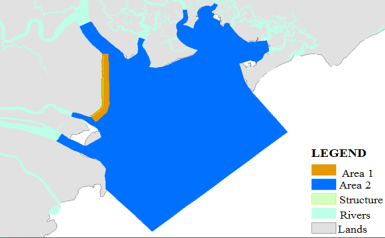 LEGEND
Area 1
Area 2
Structure
Rivers
Lands